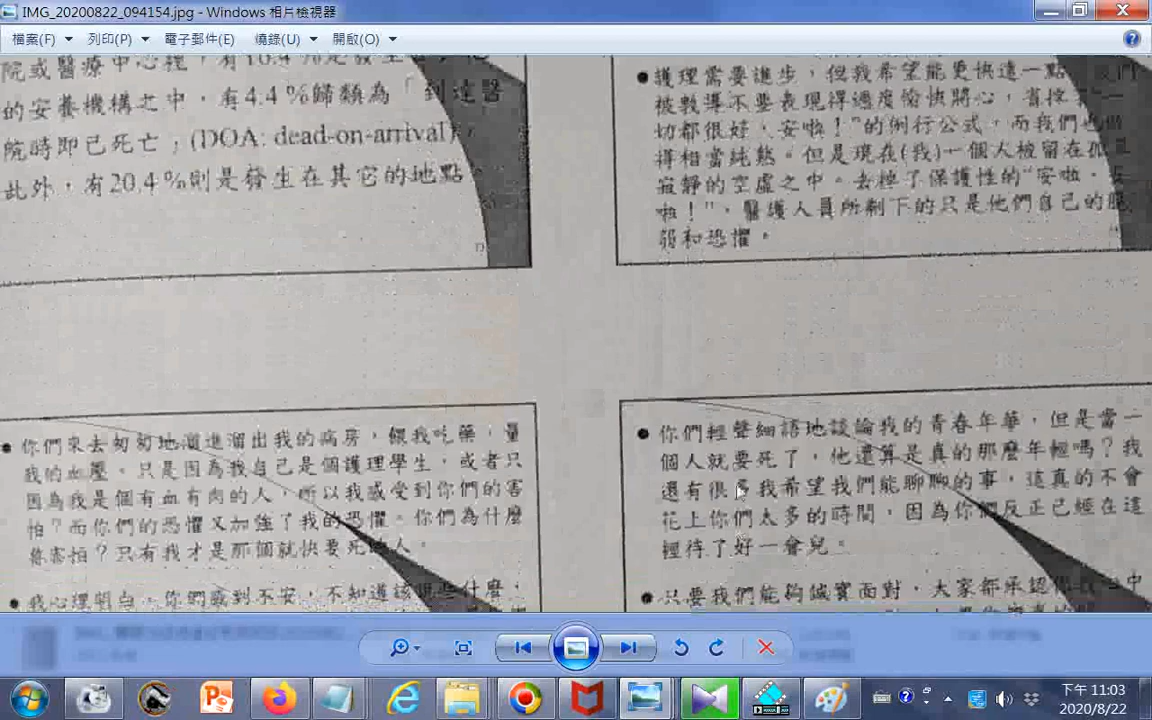 IMG_20200822_094154.jpg - Windows 相片檢視器
檔案(F) 列印(P) 電子郵件(E) 燒錄(U) 開啟(O)
的安養機構之中，有4.4%歸類為「到達醫
院時即已死亡；(DOA: dead-on-arrival)，
此外，有20.4%則是發生在其它的地點。
●護理需要進步，但我希望能更快速一點。
被教導不要表現得過度愉快將心，
切都很好、安啦！"的例行公式，而我們也
得相當純熟。但是現在(我)一個人被留在孤
寂靜的空虛之中。去掉了保護性的"安啦，
啦！"，醫護人員所剩下的只是他們自己的脆
弱和恐懼。
●你們來去匆匆地溜進溜出我的病房，餵我吃藥，量
我的血壓。只是因為我自己是個護理學生，或者只
因為我是個有血有肉的人，所以我感受到你們的害
怕？而你們的恐懼又加強了我的恐懼。你們為什麼
害怕？只有我才是那個就快要死的人。
●我心裡明白，你們感到不安，不知道該說些什麼，
●你們輕聲細語地談論我的青春年華，但是當一
個人就要死了，他還算是真的那麼年輕嗎？我
還有很多我希望我們能聊聊的事，這真的不會
花上你們太多的時間，因為你們反正已經在這
裡待了好一會兒。
●只要我們能夠誠實面對，大家都承認
下午 11:03
2020/8/22